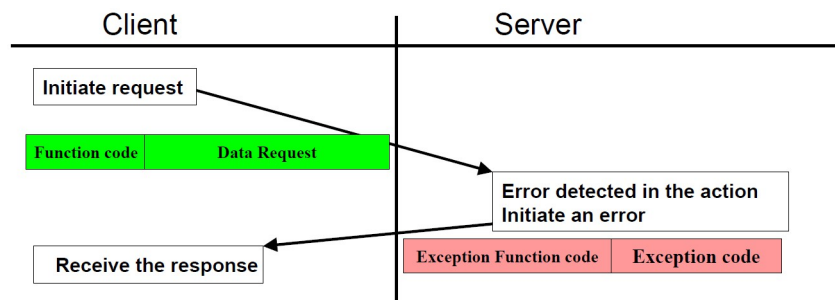 Client
Server
Initiate request
Function code
Data Request
Error detected in the action
Initiate an error
Exception Function code
Exception code
Receive the response